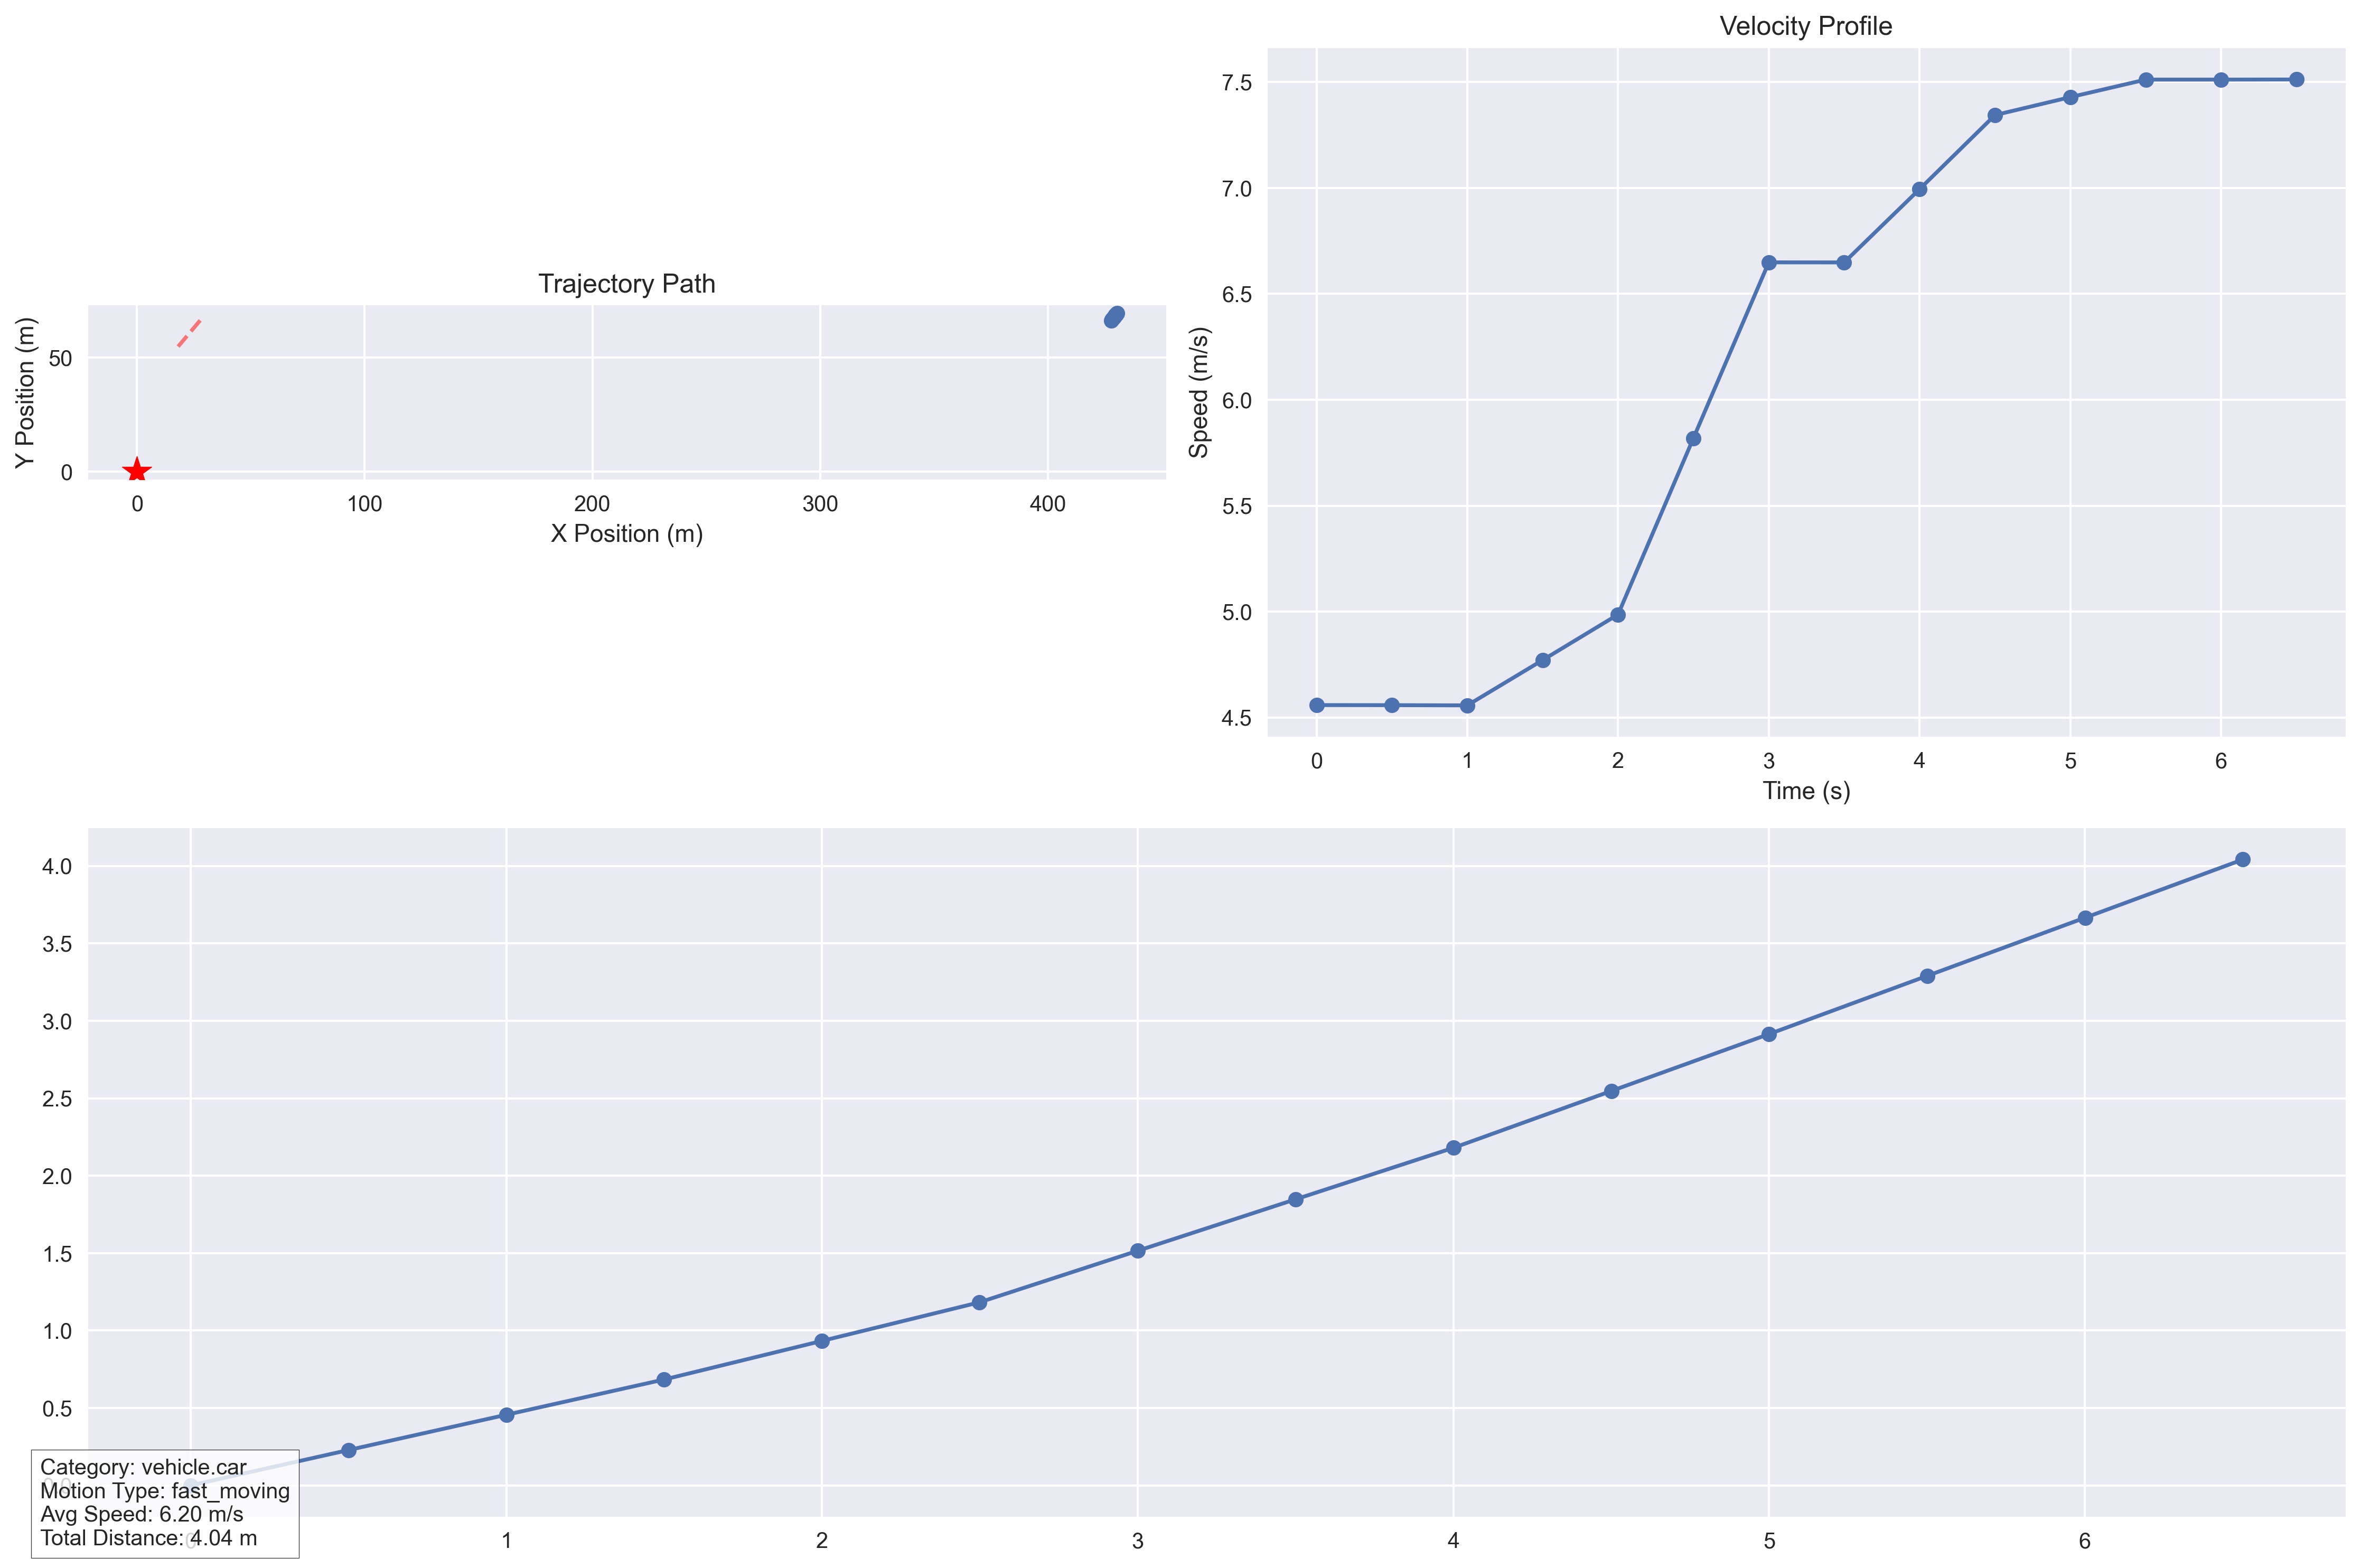 Velocity Profile
7.5
7.0
6.5
6.0
5.5
5.0
4.5
Speed (m/s)
0 1 2 3 4 5 6
Time (s)
Trajectory Path
Y Position (m)
50
0
0 100 200 300 400
X Position (m)
4.0
3.5
3.0
2.5
2.0
1.5
1.0
0.5
0.0
0 1 2 3 4 5 6
Category: vehicle.car
Motion Type: fast_moving
Avg Speed: 6.20 m/s
Total Distance: 4.04 m